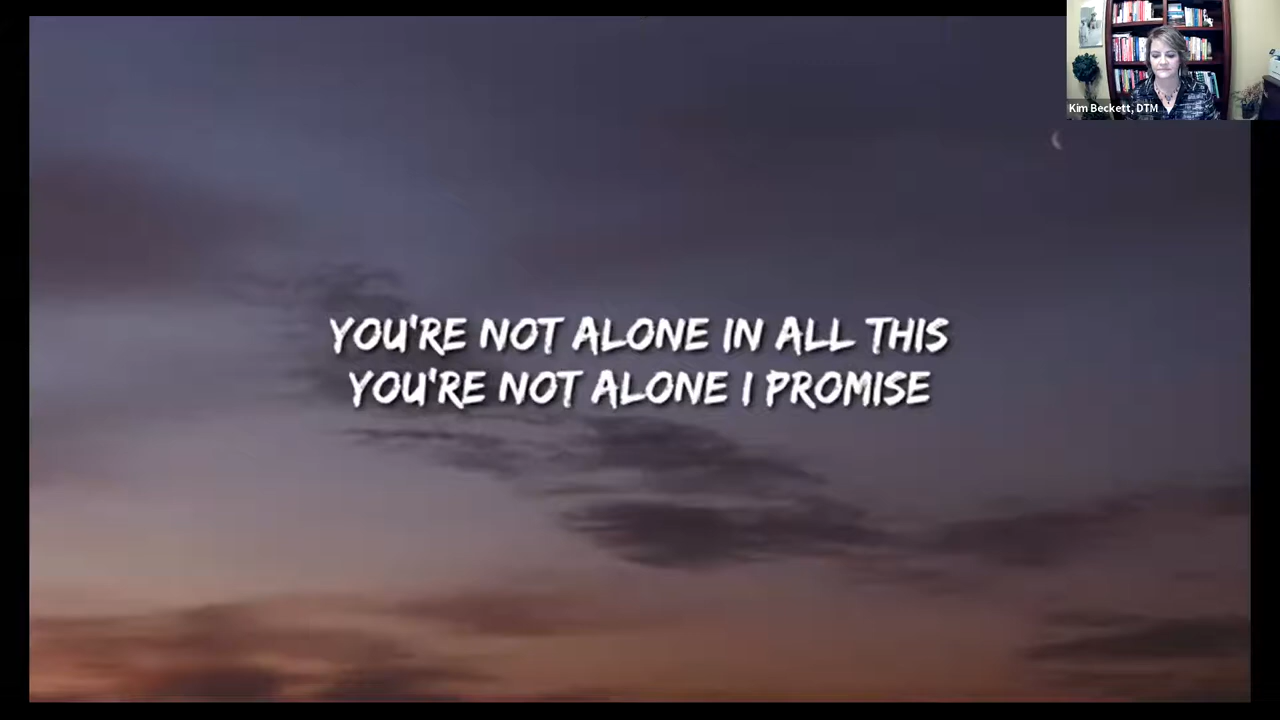 Kim Beckett, DTM
YOU'RE NOT ALONE IN ALL THIS
YOU'RE NOT ALONE I PROMISE